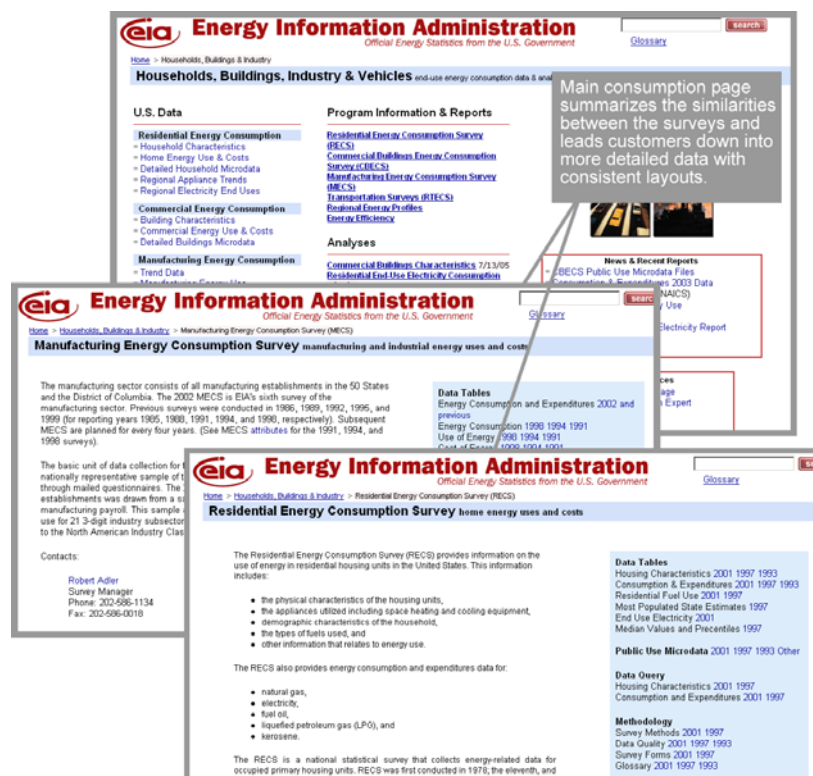 eia Energy Information Administration
Official Energy Statistics from the U.S. Government
search
Glossary
Home > Households, Buildings & Industry
Households, Buildings, Industry & Vehicles end-use energy consumption data &
Main consumption page
summarizes the similarities
between the surveys and
leads customers down into
more detailed data with
consistent layouts.
U.S. Data
Residential Energy Consumption
Household Characteristics
Home Energy Use & Costs
Detailed Household Microdata
Regional Appliance Trends
Regional Electricity End Uses
Commercial Energy Consumption
Building Characteristics
Commercial Energy Use & Costs
Detailed Buildings Microdata
Manufacturing Energy Consumption
Trend Data
Program Information & Reports
Residential Energy Consumption Survey
(RECS)
Commercial Buildings Energy Consumption
Survey (CBECS)
Manufacturing Energy Consumption Survey
(MECS)
Transportation Surveys (RTECS)
Regional Energy Profiles
Energy Efficiency
Analyses
Commercial Buildings Characteristics 7/13/05
Residential End-Use Electricity Consumption
News & Recent Reports
CBECS Public Use Microdata Files
Consumption & Expenditures 2003 Data
NAICS)
Use
Electricity Report
Expert
eia Energy Information Administration
Official Energy Statistics from the U.S. Government
Glossary
Home > Households, Buildings & Industry > Manufacturing Energy Consumption Survey (MECS)
Manufacturing Energy Consumption Survey manufacturing and industrial energy uses and costs
The manufacturing sector consists of all manufacturing establishments in the 50 States
and the District of Columbia. The 2002 MECS is EIA's sixth survey of the
manufacturing sector. Previous surveys were conducted in 1986, 1989, 1992, 1995, and
1999 (for reporting years 1985, 1988, 1991, 1994, and 1998, respectively). Subsequent
MECS are planned for every four years. (See MECS attributes for the 1991, 1994, and
1998 surveys).
The basic unit of data collection for
nationally representative sample of
through mailed questionnaires. The
establishments was drawn from a
manufacturing payroll. This sample
use for 21 3-digit industry subsector
to the North American Industry Clas
Contacts:
Robert Adler
Survey Manager
Phone: 202-586-1134
Fax: 202-586-0018
Data Tables
Energy Consumption and Expenditures 2002 and
previous
Energy Consumption 1998 1994 1991
Use of Energy 1998 1994 1991
Cost of Energy 1998 1994 1991
eia Energy Information Administration
Official Energy Statistics from the U.S. Government
Glossary
Home > Households, Buildings & Industry > Residential Energy Consumption Survey (RECS)
Residential Energy Consumption Survey home energy uses and costs
The Residential Energy Consumption Survey (RECS) provides information on the
use of energy in residential housing units in the United States. This information
includes:
the physical characteristics of the housing units,
the appliances utilized including space heating and cooling equipment,
demographic characteristics of the household,
the types of fuels used, and
other information that relates to energy use.
The RECS also provides energy consumption and expenditures data for:
natural gas,
electricity,
fuel oil,
liquefied petroleum gas (LPG), and
kerosene.
The RECS is a national statistical survey that collects energy-related data for
occupied primary housing units. RECS was first conducted in 1978; the eleventh, and
Data Tables
Housing Characteristics 2001 1997 1993
Consumption & Expenditures 2001 1997 1993
Residential Fuel Use 2001 1997
Most Populated State Estimates 1997
End Use Electricity 2001
Median Values and Precentiles 1997
Public Use Microdata 2001 1997 1993 Other
Data Query
Housing Characteristics 2001 1997
Consumption and Expenditures 2001 1997
Methodology
Survey Methods 2001 1997
Data Quality 2001 1997 1993
Survey Forms 2001 1997
Glossary 2001 1997 1993